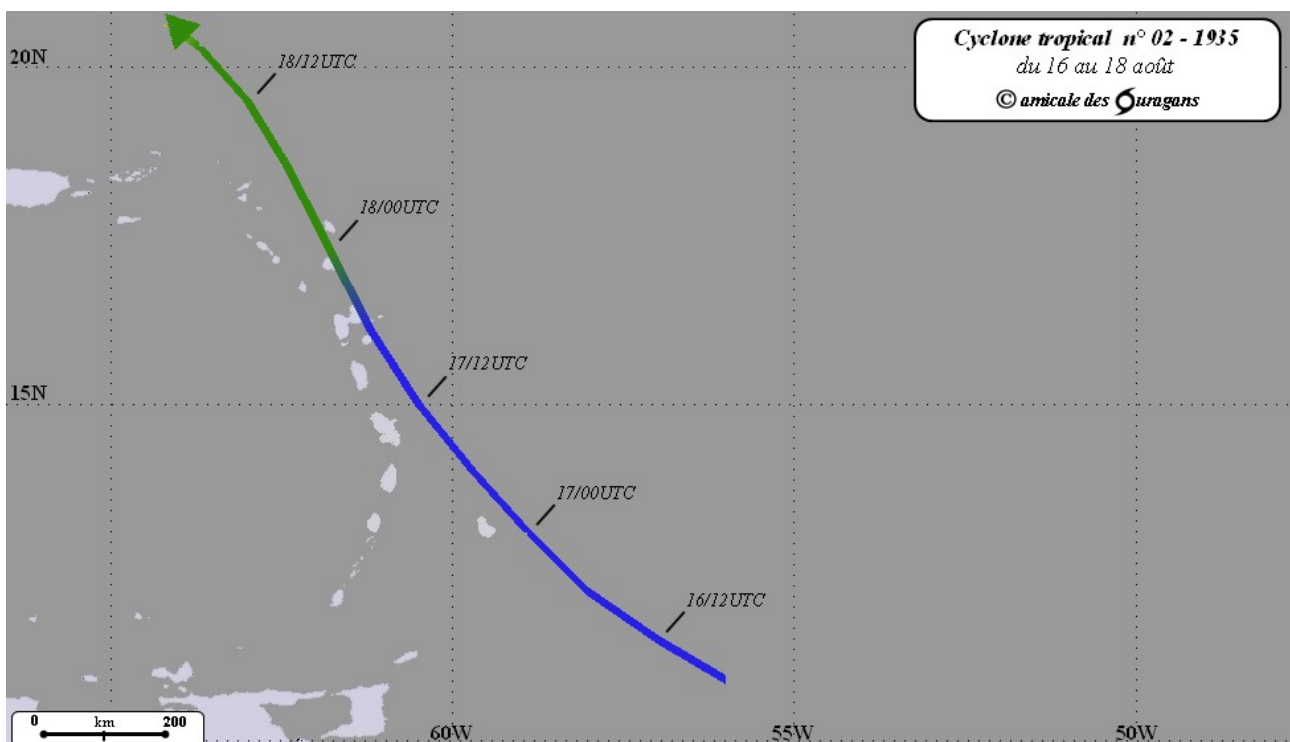 Cyclone tropical n° 02 - 1935
du 16 au 18 août
© amicale des Ouragans
20N
18/12UTC
18/00UTC
17/12UTC
15N
17/00UTC
16/12UTC
0 km 200
60W
55W
50W